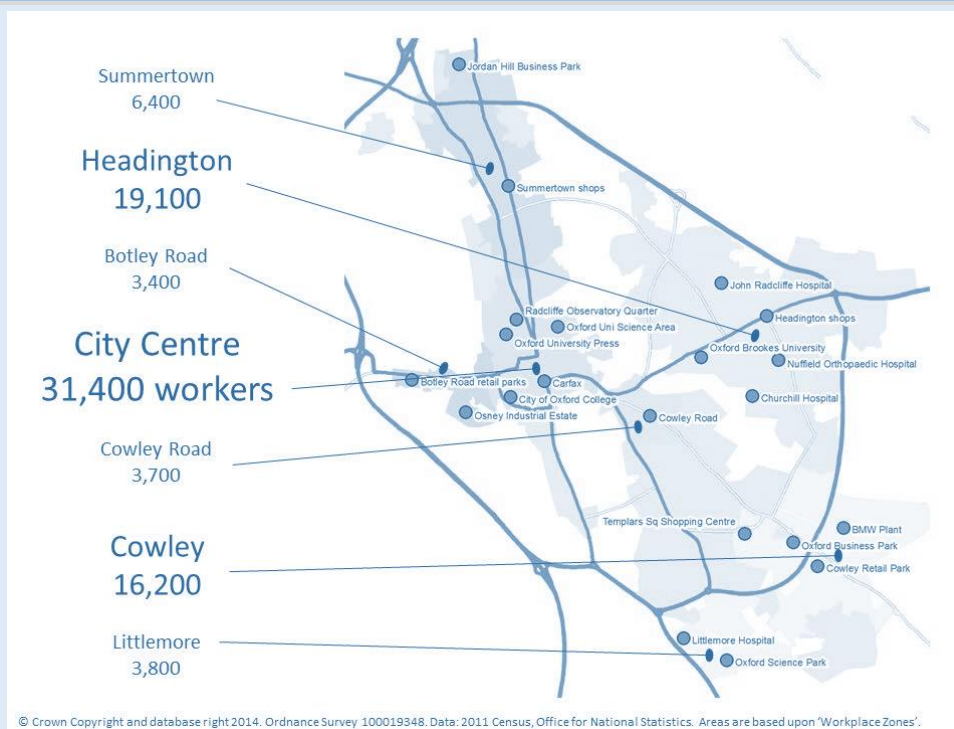 Summertown
6,400
Headington
19,100
Botley Road
3,400
City Centre
31,400 workers
Cowley Road
3,700
Cowley
16,200
Littlemore
3,800
Jordan Hill Business Park
Summertown shops
John Radcliffe Hospital
Radcliffe Observatory Quarter
Headington shops
Oxford Uni Science Area
Oxford University Press
Oxford Brookes University
Nuffield Orthopaedic Hospital
Botley Road retail parks
Carfax
City of Oxford College
Churchill Hospital
Osney Industrial Estate
Cowley Road
Templars Sq Shopping Centre
BMW Plant
Oxford Business Park
Cowley Retail Park
Littlemore Hospital
Oxford Science Park
© Crown Copyright and database right 2014. Ordnance Survey 100019348. Data: 2011 Census, Office for National Statistics. Areas are based upon 'Workplace Zones'.